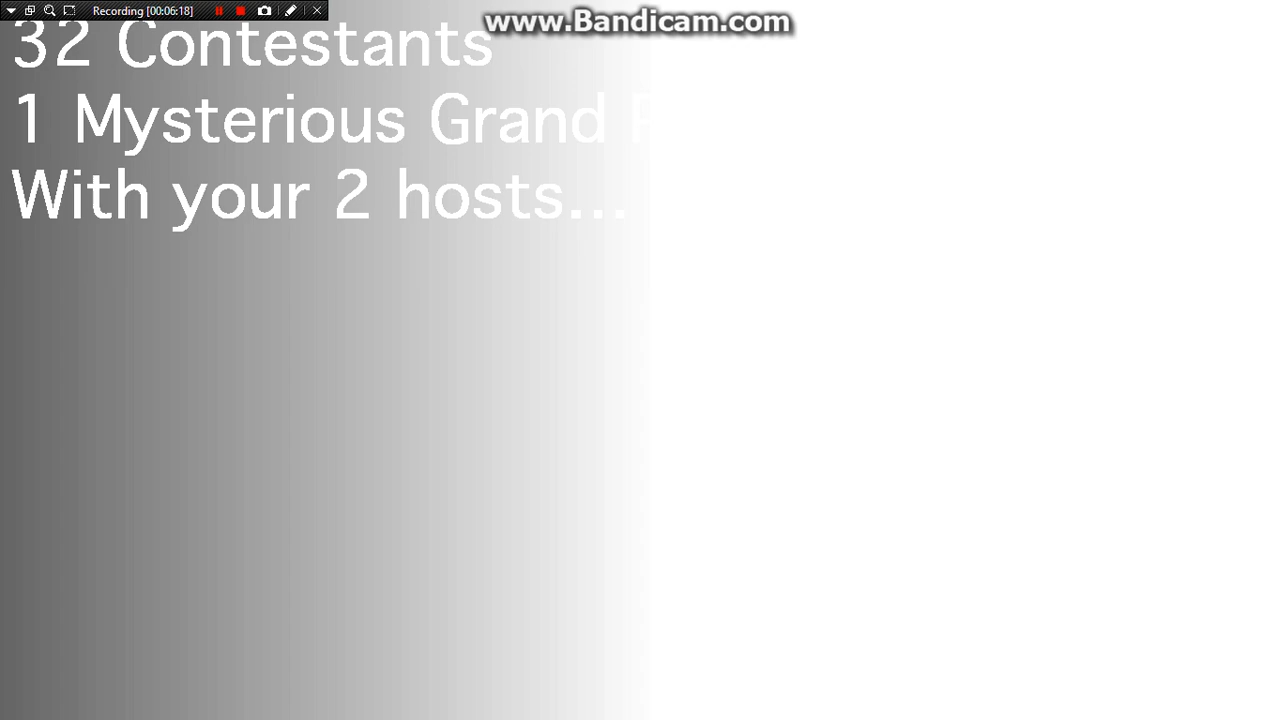 Recording [00:06:18]
www.Bandicam.com
32 Contestants
1 Mysterious Grand
With your 2 hosts...